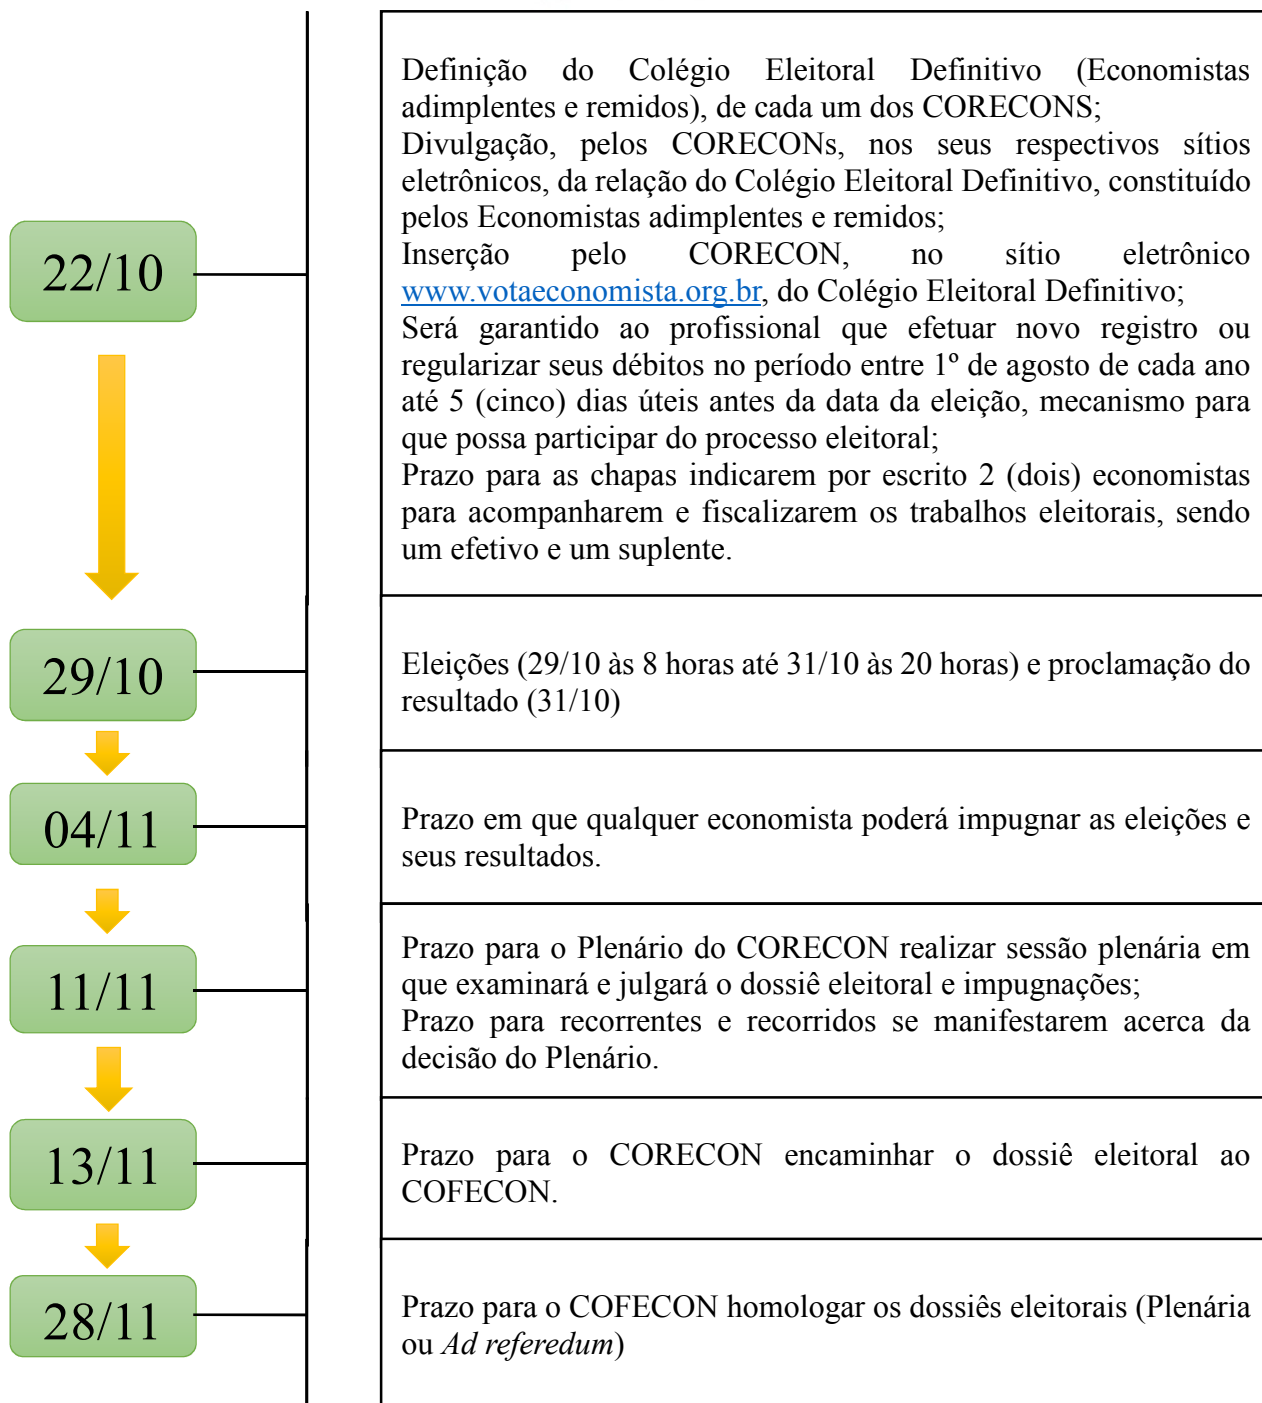 22/10
Definição do Colégio Eleitoral Definitivo (Economistas
adimplentes e remidos), de cada um dos CORECONS;
Divulgação, pelos CORECONs, nos seus respectivos sítios
eletrônicos, da relação do Colégio Eleitoral Definitivo, constituído
pelos Economistas adimplentes e remidos;
Inserção pelo CORECON, no sítio eletrônico
www.votaeconomista.org.br, do Colégio Eleitoral Definitivo;
Será garantido ao profissional que efetuar novo registro ou
regularizar seus débitos no período entre 1º de agosto de cada ano
até 5 (cinco) dias úteis antes da data da eleição, mecanismo para
que possa participar do processo eleitoral;
Prazo para as chapas indicarem por escrito 2 (dois) economistas
para acompanharem e fiscalizarem os trabalhos eleitorais, sendo
um efetivo e um suplente.
29/10
Eleições (29/10 às 8 horas até 31/10 às 20 horas) e proclamação do
resultado (31/10)
04/11
Prazo em que qualquer economista poderá impugnar as eleições e
seus resultados.
11/11
Prazo para o Plenário do CORECON realizar sessão plenária em
que examinará e julgará o dossiê eleitoral e impugnações;
Prazo para recorrentes e recorridos se manifestarem acerca da
decisão do Plenário.
13/11
Prazo para o CORECON encaminhar o dossiê eleitoral ao
COFECON.
28/11
Prazo para o COFECON homologar os dossiês eleitorais (Plenária
ou Ad referedum)